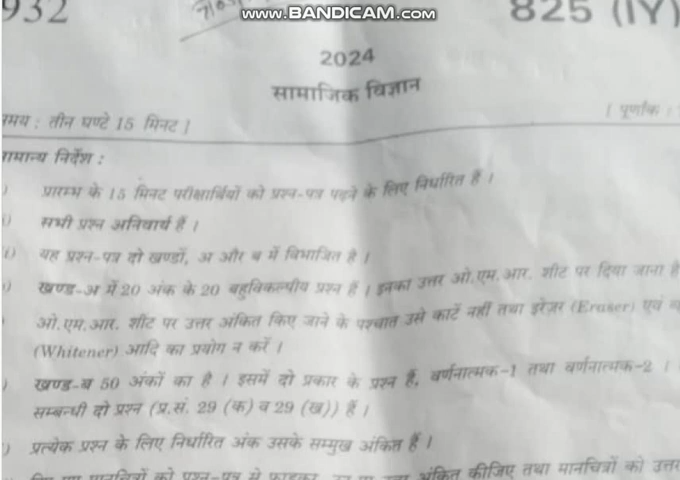 932
www.BANDICAM.com
825 (IY)
2024
सामाजिक विज्ञान
समय : तीन घण्टे 15 मिनट ]
[ पूर्णांक :
सामान्य निर्देश :
) प्रारम्भ के 15 मिनट परीक्षार्थियों को प्रश्न-पत्र पढ़ने के लिए निर्धारित हैं ।
) सभी प्रश्न अनिवार्य हैं ।
) यह प्रश्न-पत्र दो खण्डों, अ और ब में विभाजित है ।
) खण्ड-अ में 20 अंक के 20 बहुविकल्पीय प्रश्न हैं । इनका उत्तर ओ.एम.आर. शीट पर दिया जाना है
ओ.एम.आर. शीट पर उत्तर अंकित किए जाने के पश्चात उसे काटें नहीं तथा इरेज़र (Eraser) एवं
(Whitener) आदि का प्रयोग न करें ।
) खण्ड-ब 50 अंकों का है । इसमें दो प्रकार के प्रश्न हैं, वर्णनात्मक-1 तथा वर्णनात्मक-2 ।
सम्बन्धी दो प्रश्न (प्र.सं. 29 (क) व 29 (ख)) हैं ।
) प्रत्येक प्रश्न के लिए निर्धारित अंक उसके सम्मुख अंकित हैं ।
मानचित्रों को प्रश्न-पत्र से अंकित कीजिए तथा मानचित्रों को उत्तर